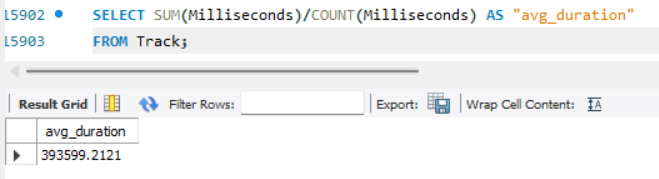 15902 SELECT SUM(Milliseconds)/COUNT(Milliseconds) AS "avg_duration"
15903 FROM Track;
Result Grid Filter Rows: Export: Wrap Cell Content: IA
avg_duration
393599.2121